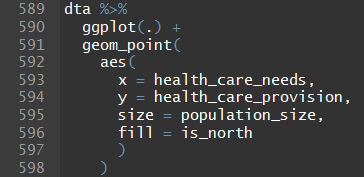 589 dta %>%
590   ggplot(.) +
591   geom_point(
592     aes(
593       x = health_care_needs,
594       y = health_care_provision,
595       size = population_size,
596       fill = is_north
597       )
598     )